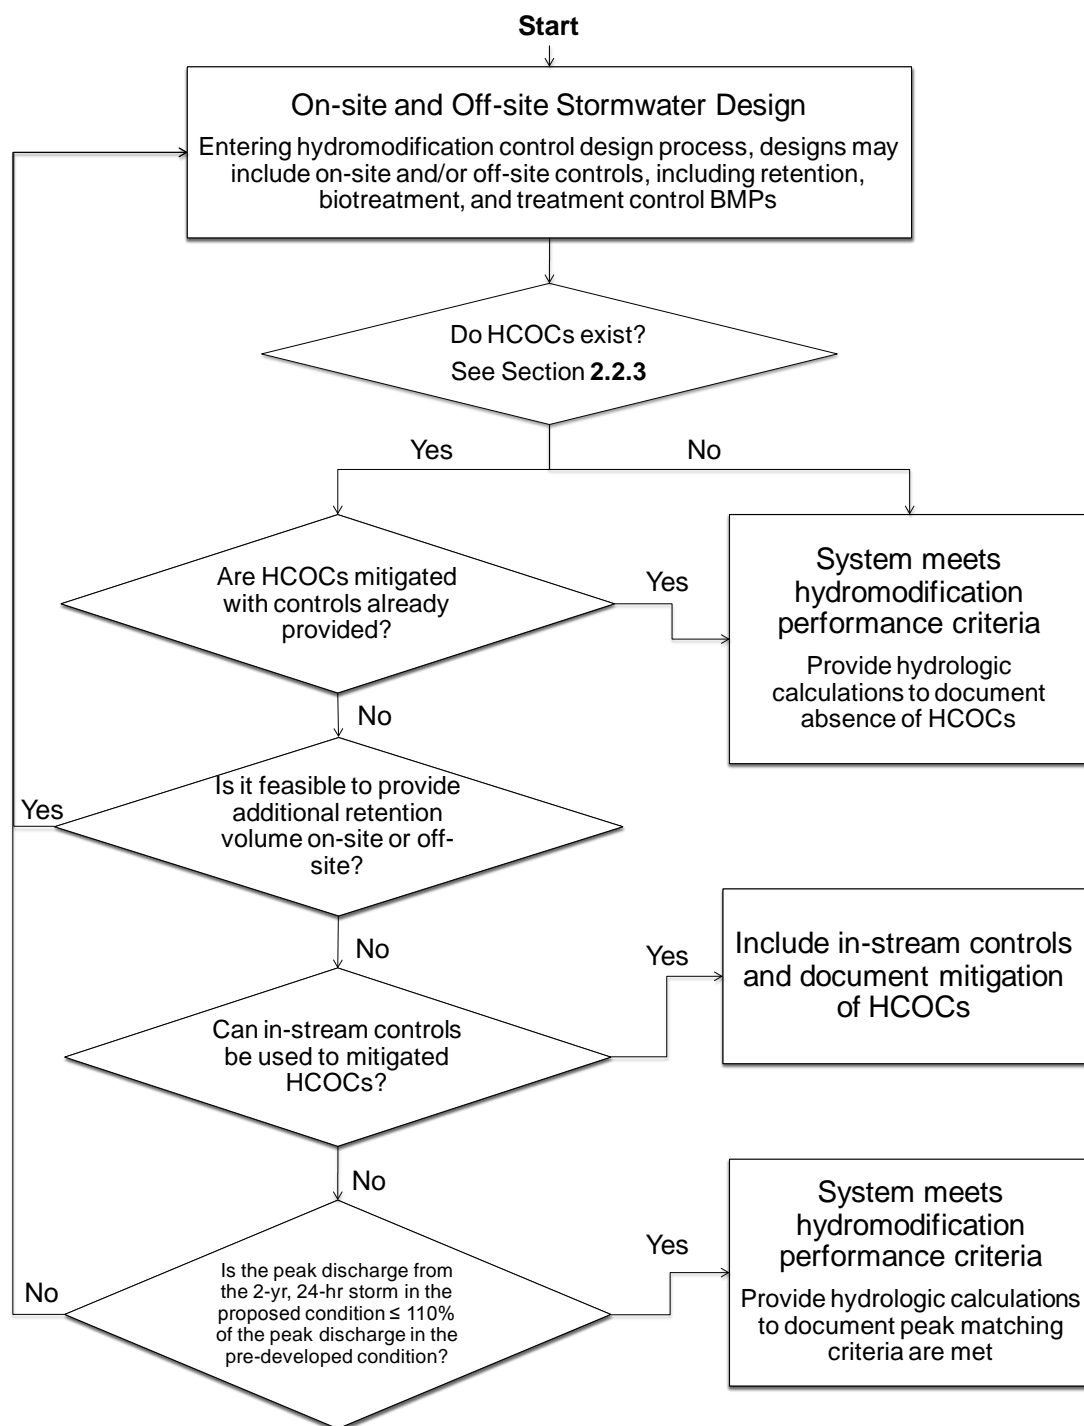 Start
On-site and Off-site Stormwater Design
Entering hydromodification control design process, designs may
include on-site and/or off-site controls, including retention,
biotreatment, and treatment control BMPs
Do HCOCs exist?
See Section 2.2.3
Yes
No
Are HCOCs mitigated
with controls already
provided?
Yes
System meets
hydromodification
performance criteria
Provide hydrologic
calculations to document
absence of HCOCs
No
Is it feasible to provide
additional retention
volume on-site or off-
site?
Yes
No
Can in-stream controls
be used to mitigated
HCOCs?
Yes
Include in-stream controls
and document mitigation
of HCOCs
No
Is the peak discharge from
the 2-yr, 24-hr storm in the
proposed condition ≤ 110%
of the peak discharge in the
pre-developed condition?
No
Yes
System meets
hydromodification
performance criteria
Provide hydrologic calculations
to document peak matching
criteria are met